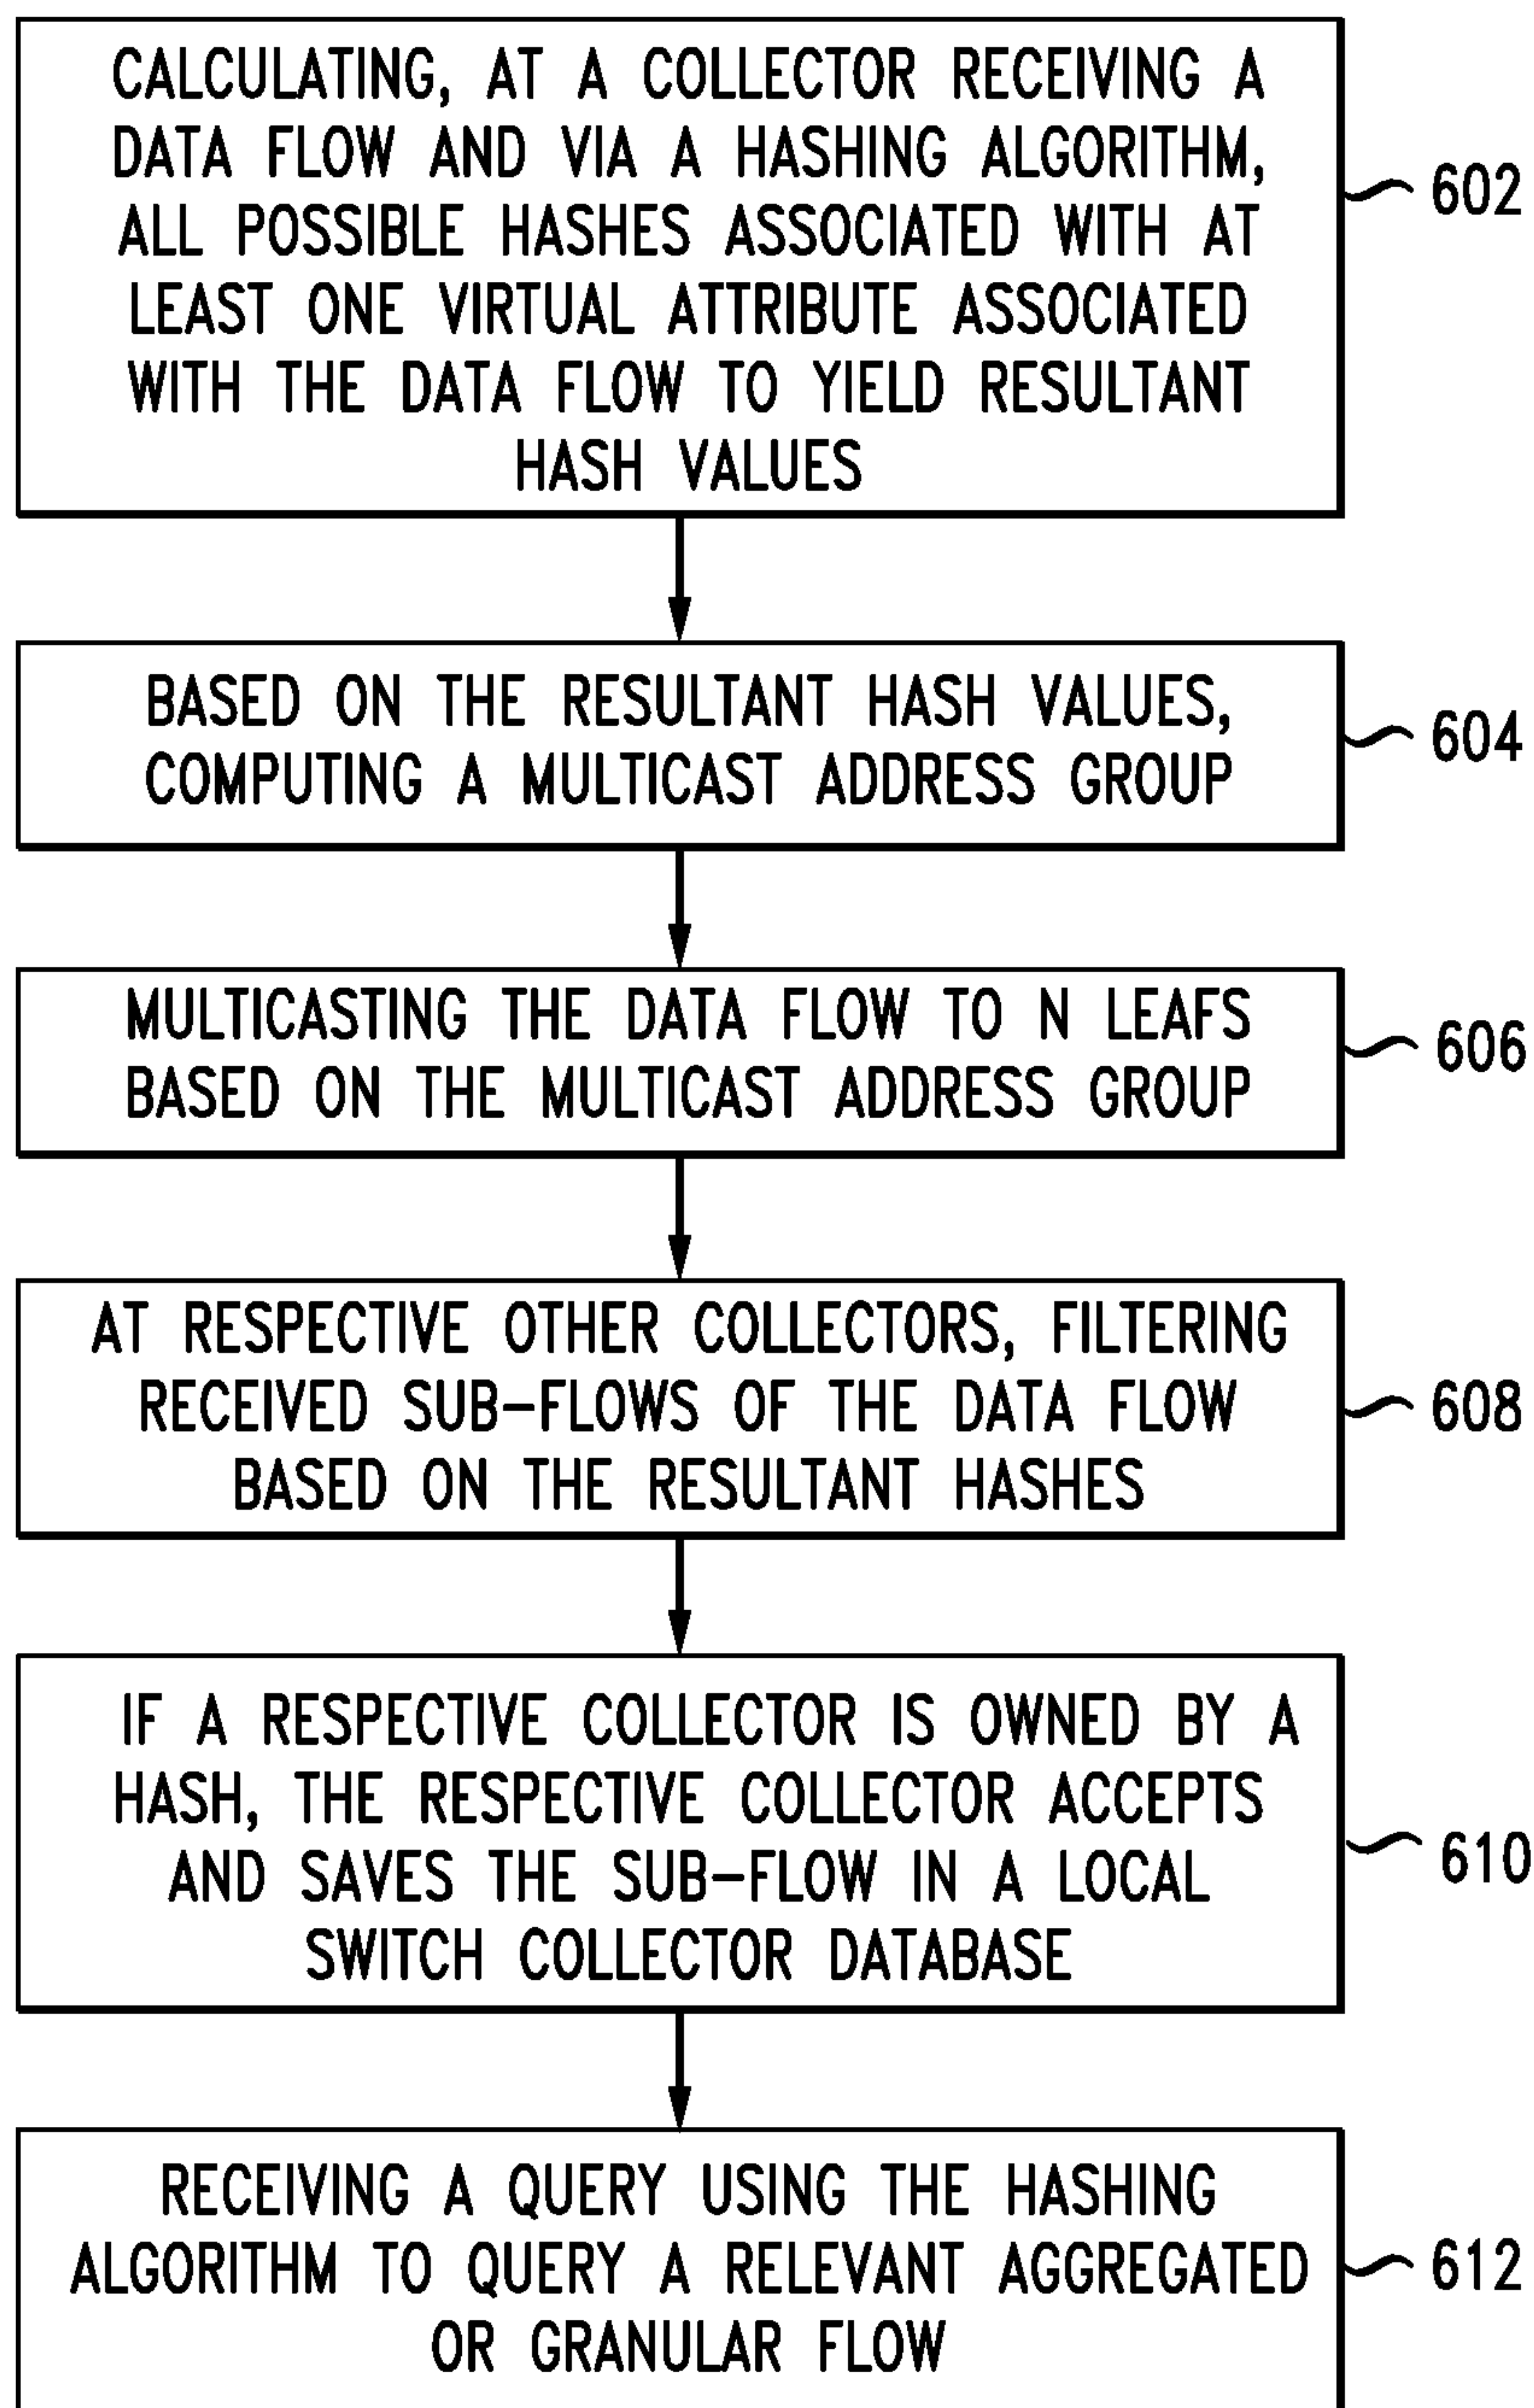 CALCULATING, AT A COLLECTOR RECEIVING A
DATA FLOW AND VIA A HASHING ALGORITHM,
ALL POSSIBLE HASHES ASSOCIATED WITH AT
LEAST ONE VIRTUAL ATTRIBUTE ASSOCIATED
WITH THE DATA FLOW TO YIELD RESULTANT
HASH VALUES
602
BASED ON THE RESULTANT HASH VALUES,
COMPUTING A MULTICAST ADDRESS GROUP
604
MULTICASTING THE DATA FLOW TO N LEAFS
BASED ON THE MULTICAST ADDRESS GROUP
606
AT RESPECTIVE OTHER COLLECTORS, FILTERING
RECEIVED SUB-FLOWS OF THE DATA FLOW
BASED ON THE RESULTANT HASHES
608
IF A RESPECTIVE COLLECTOR IS OWNED BY A
HASH, THE RESPECTIVE COLLECTOR ACCEPTS
AND SAVES THE SUB-FLOW IN A LOCAL
SWITCH COLLECTOR DATABASE
610
RECEIVING A QUERY USING THE HASHING
ALGORITHM TO QUERY A RELEVANT AGGREGATED
OR GRANULAR FLOW
612